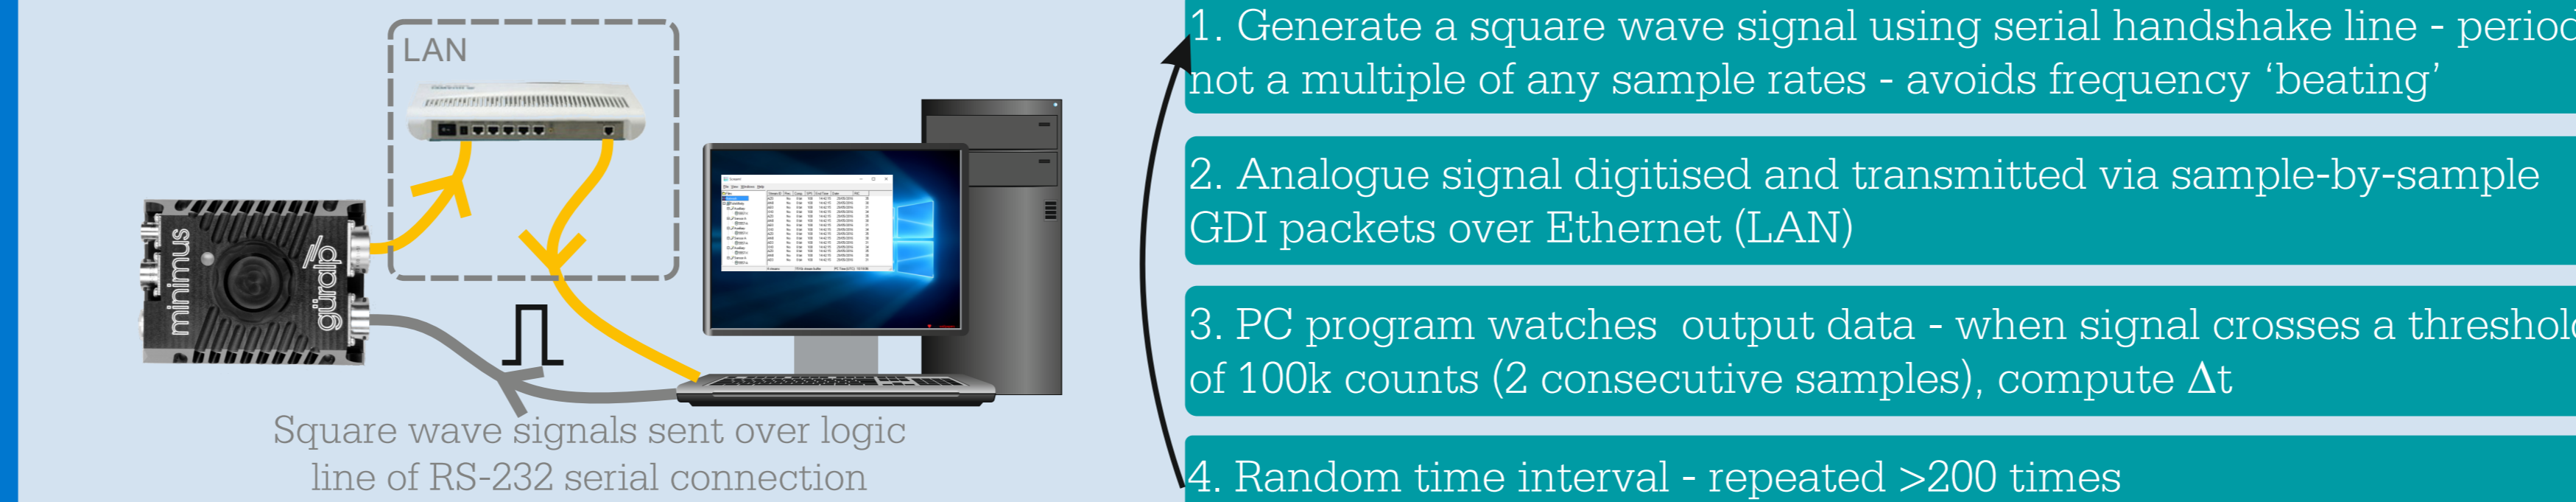 LAN
minimus
güralp
Square wave signals sent over logic
line of RS-232 serial connection
1. Generate a square wave signal using serial handshake line - period
not a multiple of any sample rates - avoids frequency ‘beating’
2. Analogue signal digitised and transmitted via sample-by-sample
GDI packets over Ethernet (LAN)
3. PC program watches output data - when signal crosses a threshold
of 100k counts (2 consecutive samples), compute Δt
4. Random time interval - repeated >200 times